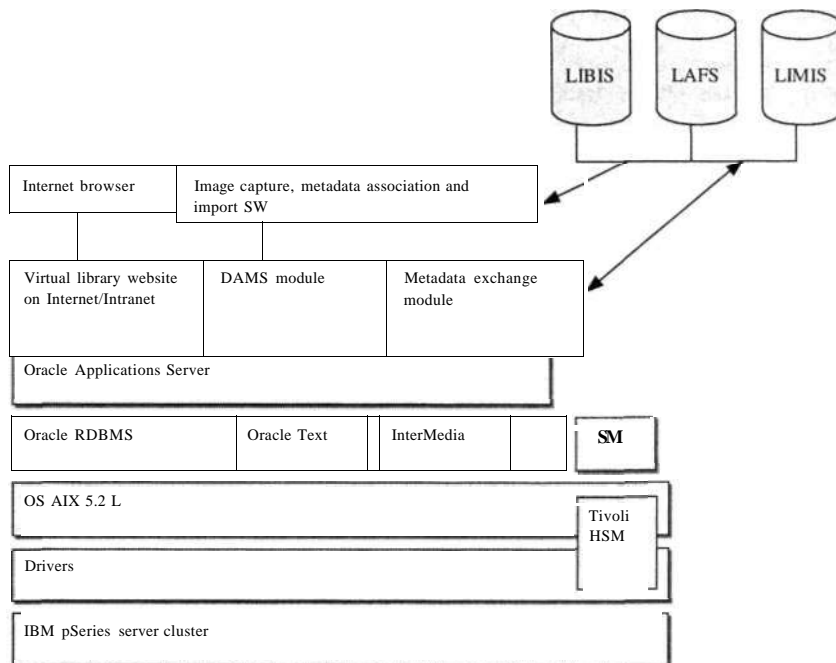 LIBIS LAFS LIMIS
Internet browser
Image capture, metadata association and
import SW
Virtual library website
on Internet/Intranet
DAMS module
Metadata exchange
module
Oracle Applications Server
Oracle RDBMS
Oracle Text
InterMedia
SM
OS AIX 5.2 L
Tivoli
HSM
Drivers
IBM pSeries server cluster